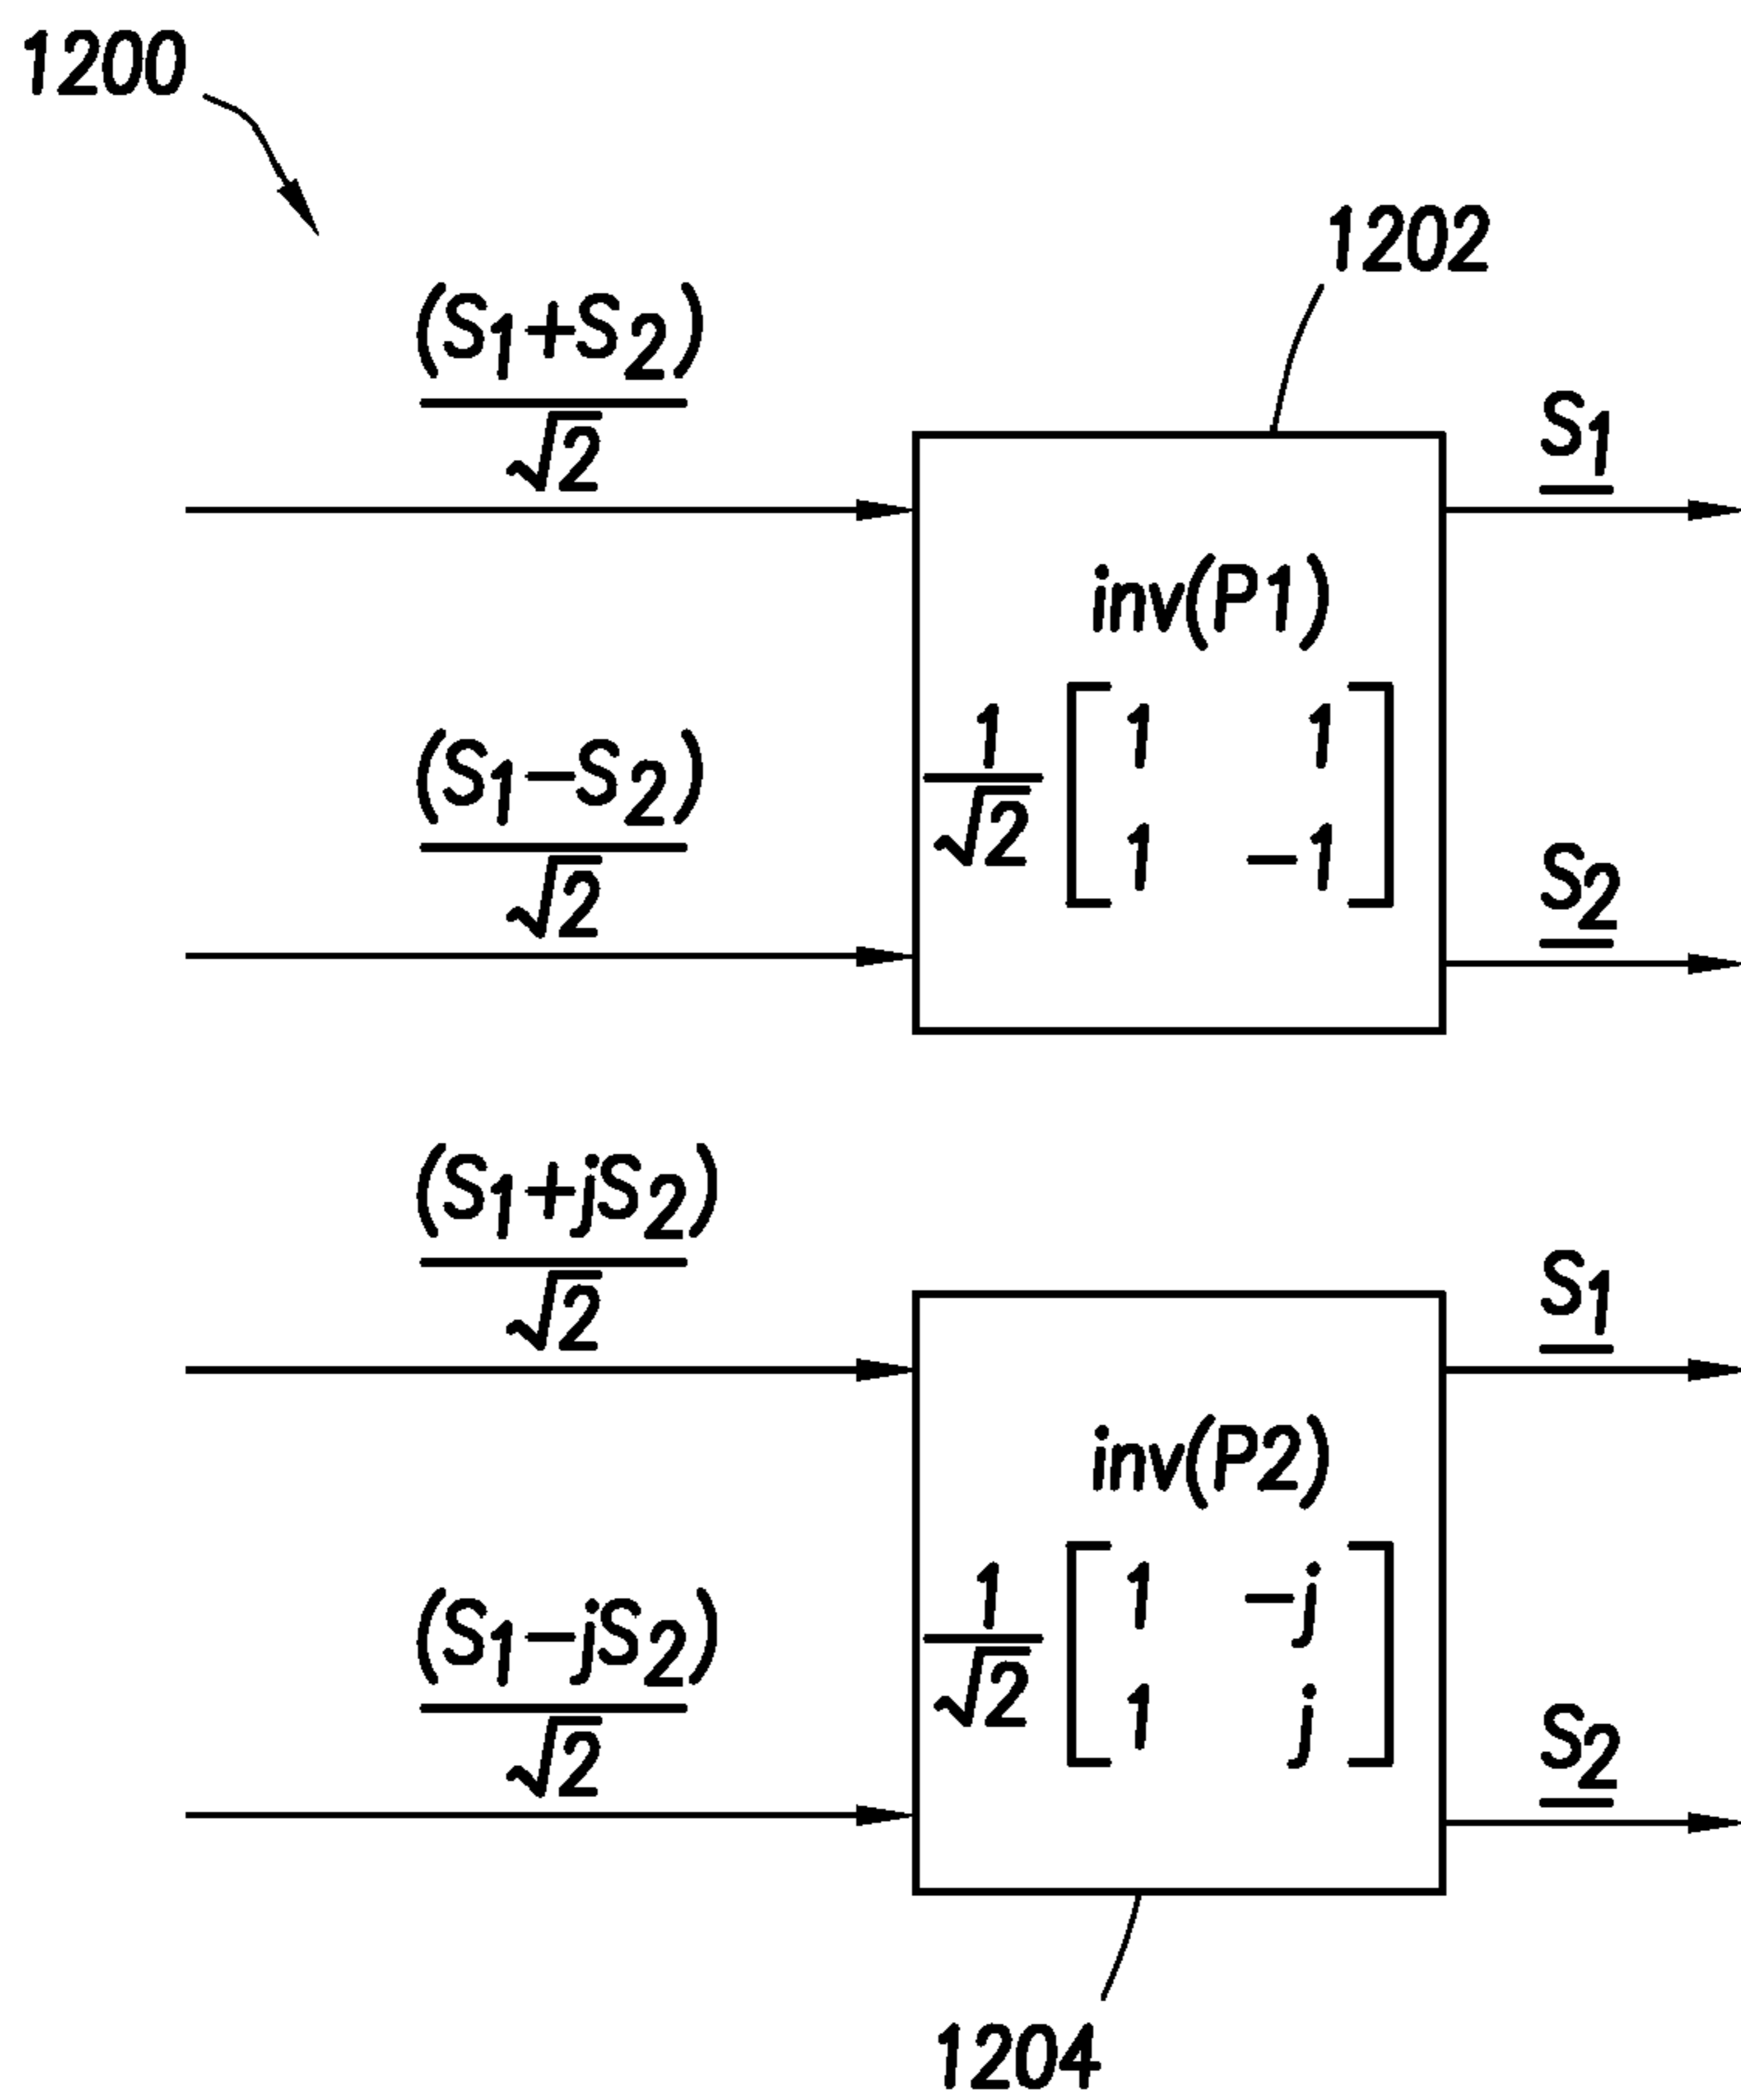 1200
1202
(S1+S2)
√2
S1
inv(P1)
(S1−S2)
√2
1
√2
1 1
1 −1
S2
(S1+jS2)
√2
S1
inv(P2)
(S1−jS2)
√2
1
√2
1 −j
1 j
S2
1204